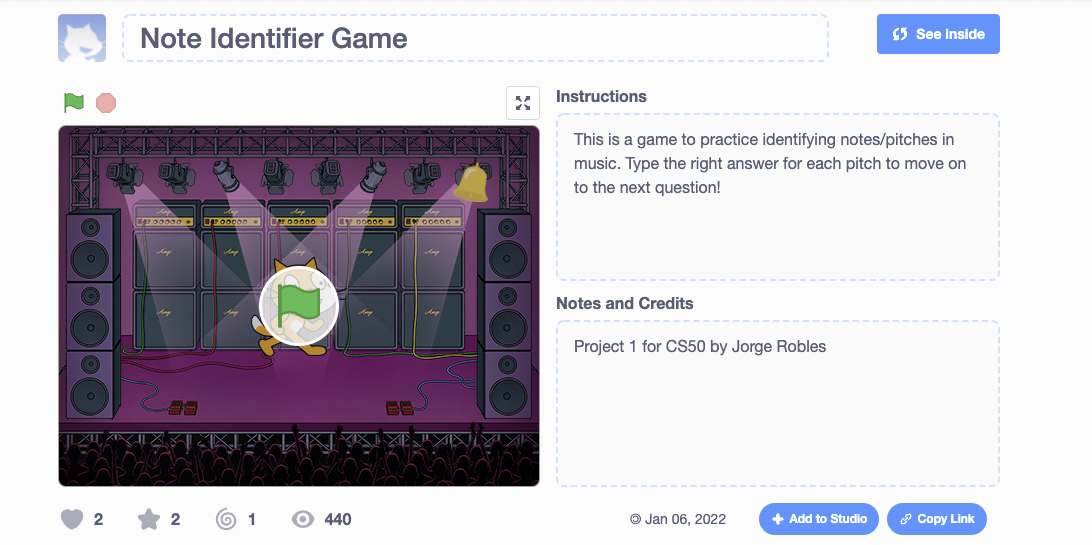 Note Identifier Game
See inside
Instructions
This is a game to practice identifying notes/pitches in
music. Type the right answer for each pitch to move on
to the next question!
Amp Amp Amp Amp Amp
Amp Amp Amp Amp
Amp Amp Amp Amp
Notes and Credits
Project 1 for CS50 by Jorge Robles
2 2 1 440
© Jan 06, 2022
Add to Studio
Copy Link